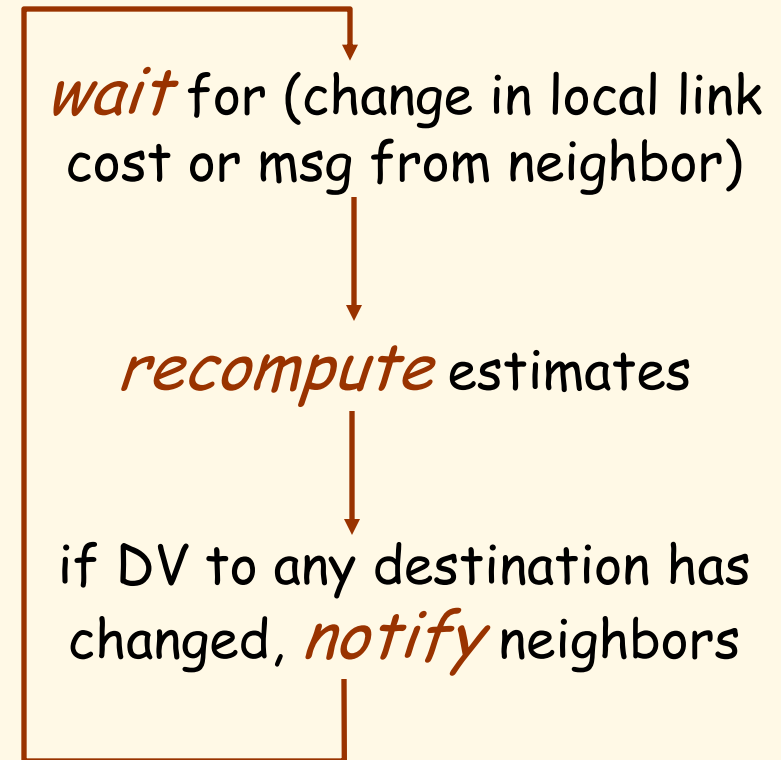 wait for (change in local link
cost or msg from neighbor)
recompute estimates
if DV to any destination has
changed, notify neighbors